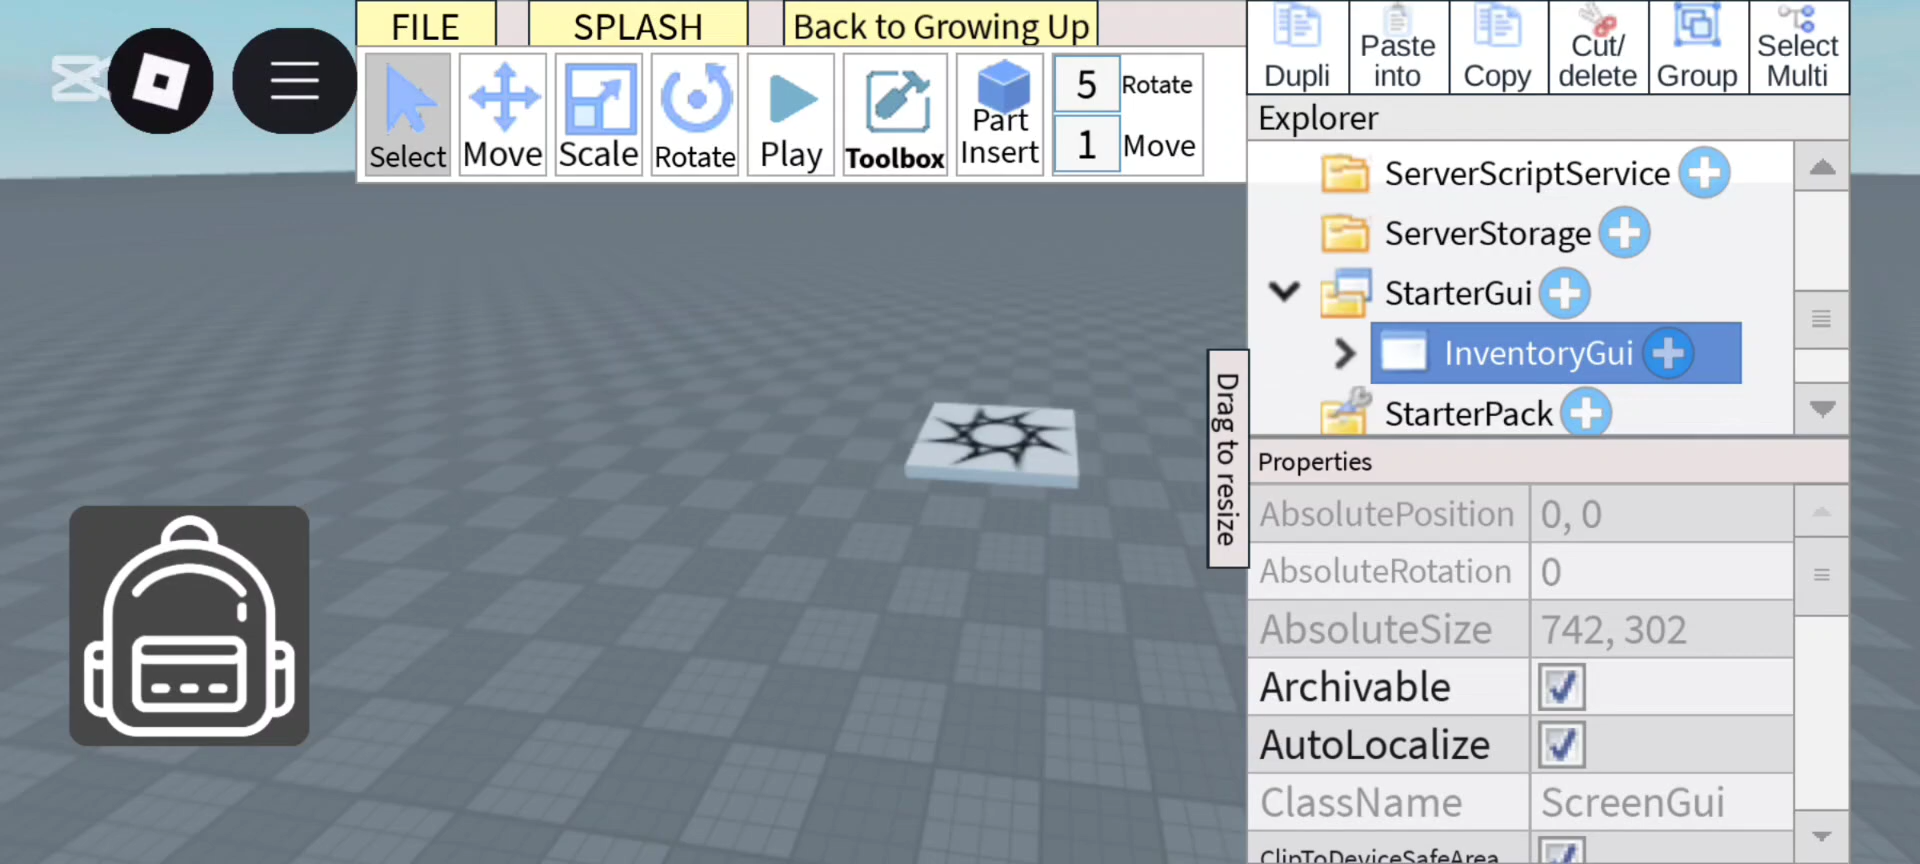 FILE
SPLASH
Back to Growing Up
Select
Move
Scale
Rotate
Play
Toolbox
Part
Insert
5 Rotate
1 Move
Dupli
Paste
into
Copy
Cut/
delete
Group
Select
Multi
Explorer
ServerScriptService
ServerStorage
StarterGui
InventoryGui
StarterPack
Drag to resize
Properties
AbsolutePosition 0, 0
AbsoluteRotation 0
AbsoluteSize 742, 302
Archivable
AutoLocalize
ClassName ScreenGui
ClipToDeviceSafeArea